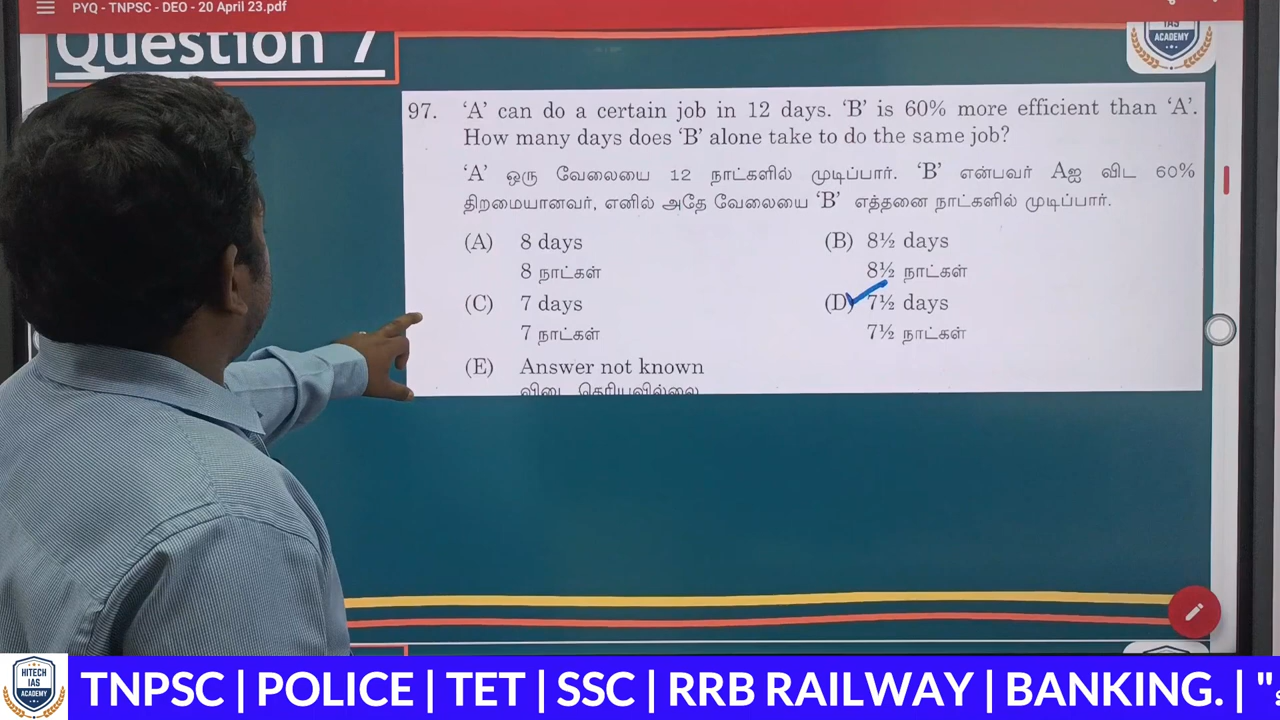 PYQ - TNPSC - DEO - 20 April 23.pdf
Question 7
IAS
ACADEMY
97. 'A' can do a certain job in 12 days. 'B' is 60% more efficient than 'A'.
How many days does 'B' alone take to do the same job?
'A' ஒரு வேலையை 12 நாட்களில் முடிப்பார். 'B' என்பவர் Aஐ விட 60%
திறமையானவர், எனில் அதே வேலையை 'B' எத்தனை நாட்களில் முடிப்பார்.
(A) 8 days (B) 8½ days
8 நாட்கள் 8½ நாட்கள்
(C) 7 days (D) 7½ days
7 நாட்கள் 7½ நாட்கள்
(E) Answer not known
விடை தெரியவில்லை
HITECH
IAS
ACADEMY
TNPSC | POLICE | TET | SSC | RRB RAILWAY | BANKING. | "